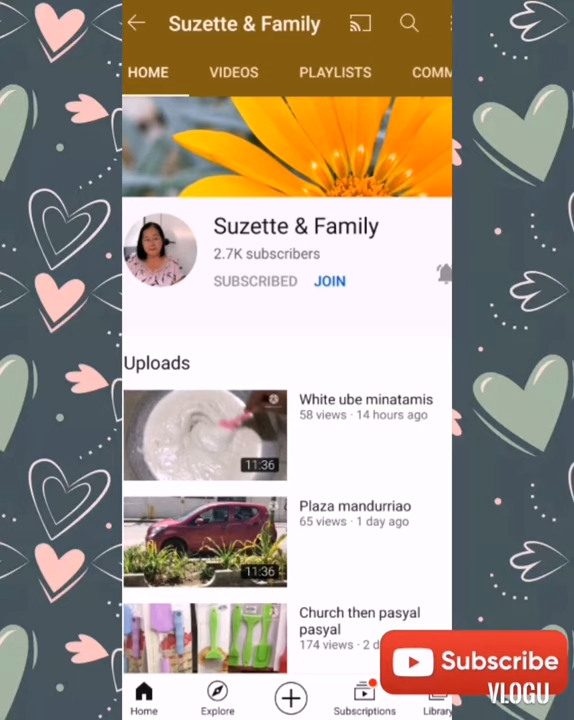 Suzette & Family
HOME VIDEOS PLAYLISTS COMM
Suzette & Family
2.7K subscribers
SUBSCRIBED JOIN
Uploads
White ube minatamis
58 views · 14 hours ago
11:36
Plaza mandurriao
65 views · 1 day ago
11:36
Church then pasyal
pasyal
174 views · 2 d
Subscribe
VLOGU
Home Explore Subscriptions Library